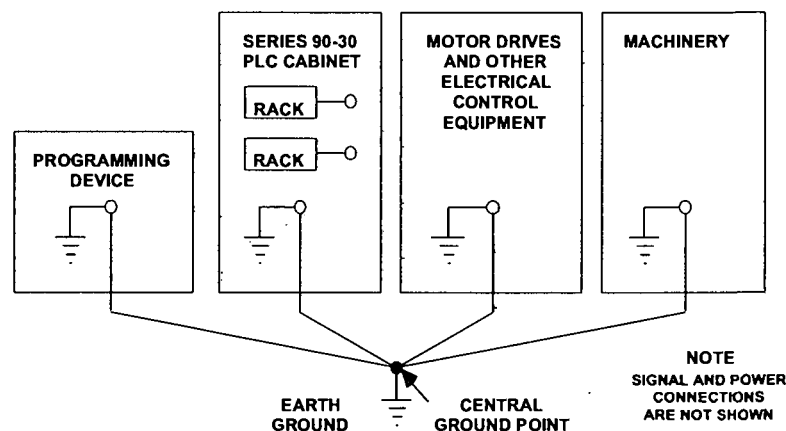 PROGRAMMING
DEVICE
SERIES 90-30
PLC CABINET
RACK
RACK
MOTOR DRIVES
AND OTHER
ELECTRICAL
CONTROL
EQUIPMENT
MACHINERY
EARTH
GROUND
CENTRAL
GROUND POINT
NOTE
SIGNAL AND POWER
CONNECTIONS
ARE NOT SHOWN